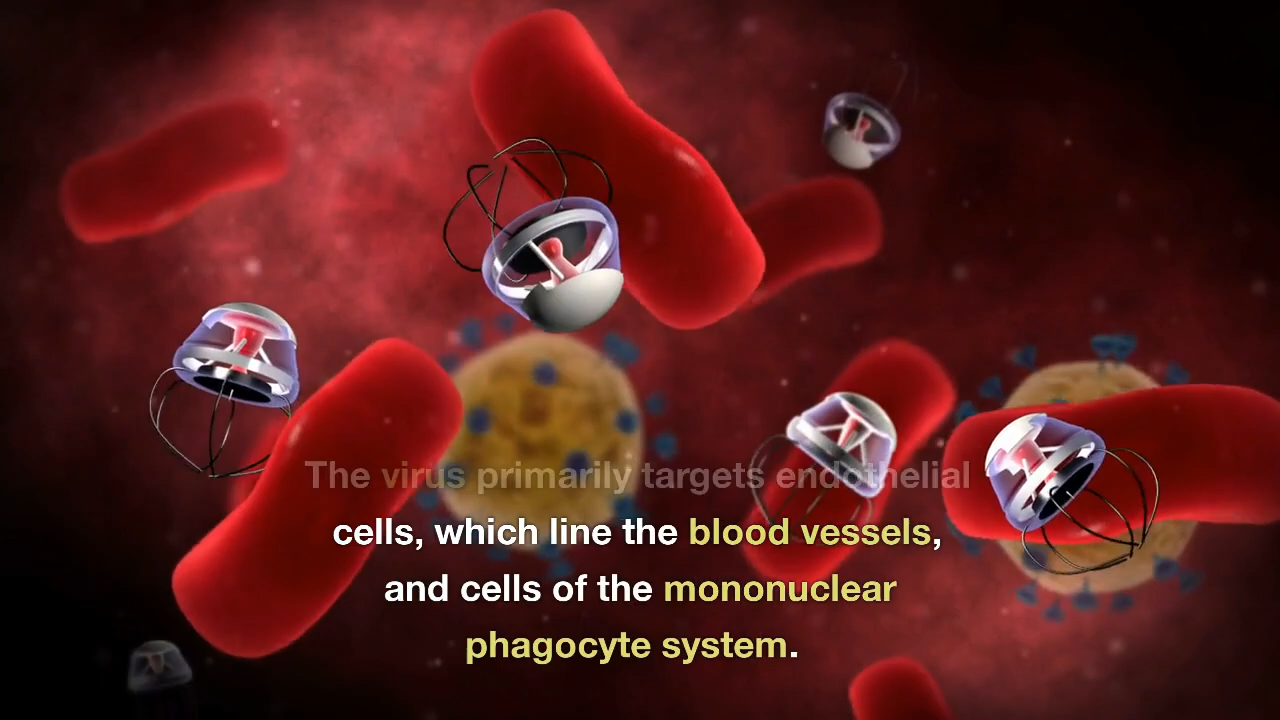 The virus primarily targets endothelial
cells, which line the blood vessels,
and cells of the mononuclear
phagocyte system.